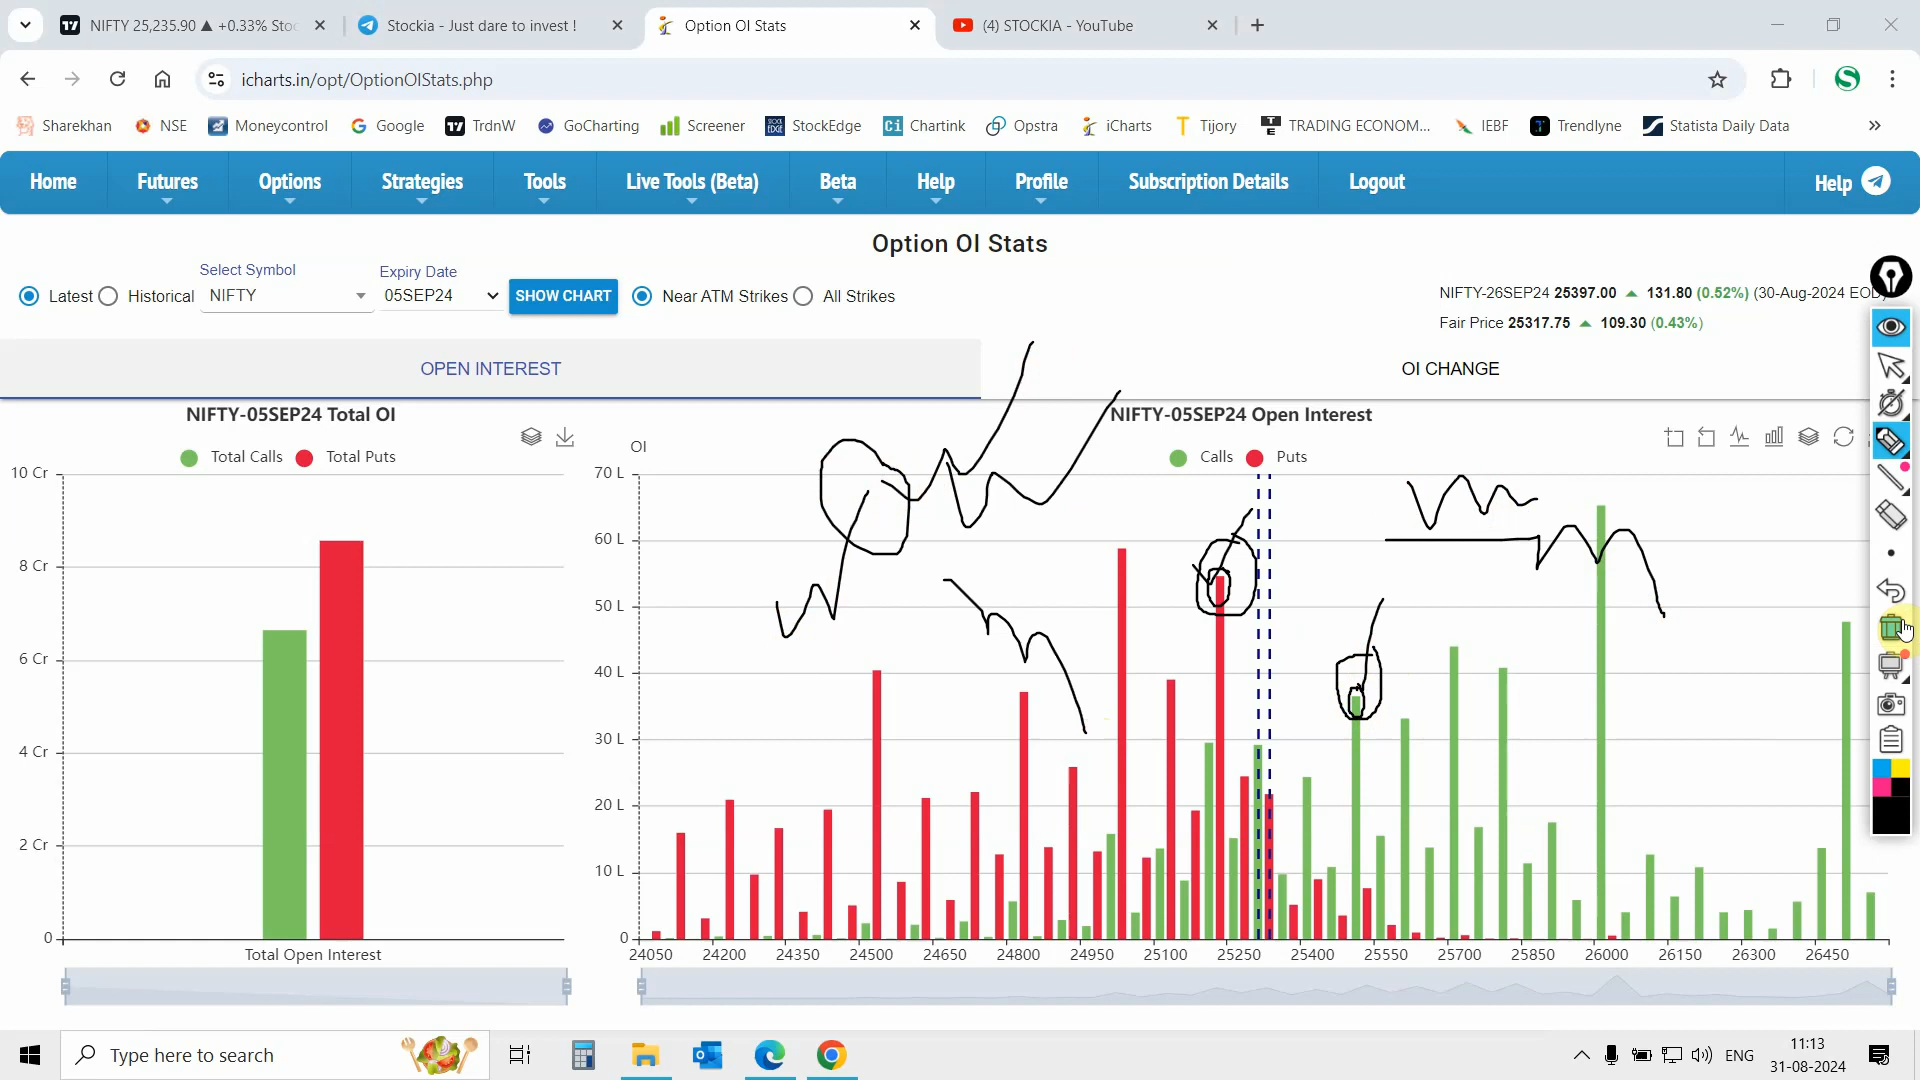 NIFTY 25,235.90 ▲ +0.33% Stoc
Stockia - Just dare to invest !
Option OI Stats
(4) STOCKIA - YouTube
icharts.in/opt/OptionOIStats.php
Sharekhan
NSE
Moneycontrol
Google
TrdnW
GoCharting
Screener
StockEdge
Chartink
Opstra
iCharts
Tijory
TRADING ECONOM...
IEBF
Trendlyne
Statista Daily Data
Home
Futures
Options
Strategies
Tools
Live Tools (Beta)
Beta
Help
Profile
Subscription Details
Logout
Help
Option OI Stats
Select Symbol
Expiry Date
Latest
Historical
NIFTY
05SEP24
SHOW CHART
Near ATM Strikes
All Strikes
NIFTY-26SEP24 25397.00 ▲ 131.80 (0.52%) (30-Aug-2024 EOD)
Fair Price 25317.75 ▲ 109.30 (0.43%)
OPEN INTEREST
OI CHANGE
NIFTY-05SEP24 Total OI
Total Calls
Total Puts
10 Cr
8 Cr
6 Cr
4 Cr
2 Cr
0
Total Open Interest
NIFTY-05SEP24 Open Interest
OI
Calls
Puts
70 L
60 L
50 L
40 L
30 L
20 L
10 L
0
24050 24200 24350 24500 24650 24800 24950 25100 25250 25400 25550 25700 25850 26000 26150 26300 26450
Type here to search
ENG
11:13
31-08-2024